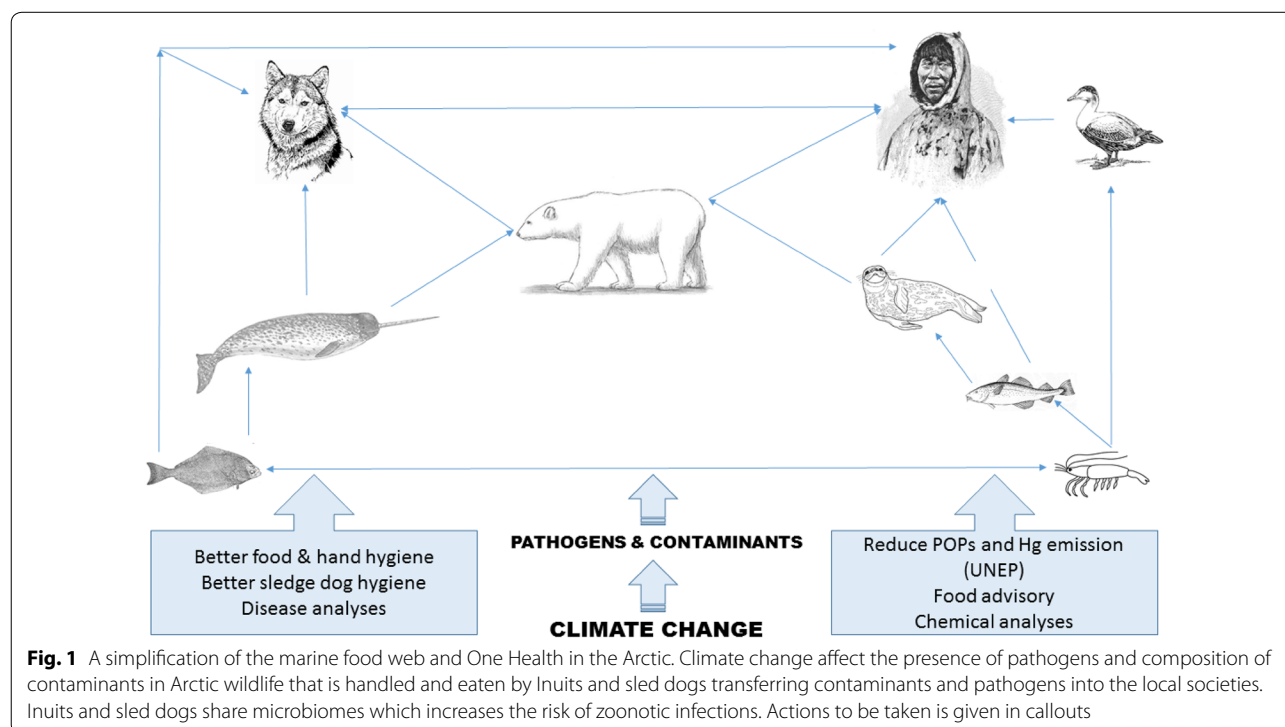 Better food & hand hygiene
Better sledge dog hygiene
Disease analyses
PATHOGENS & CONTAMINANTS
CLIMATE CHANGE
Reduce POPs and Hg emission
(UNEP)
Food advisory
Chemical analyses
Fig. 1 A simplification of the marine food web and One Health in the Arctic. Climate change affect the presence of pathogens and composition of
contaminants in Arctic wildlife that is handled and eaten by Inuits and sled dogs transferring contaminants and pathogens into the local societies.
Inuits and sled dogs share microbiomes which increases the risk of zoonotic infections. Actions to be taken is given in callouts